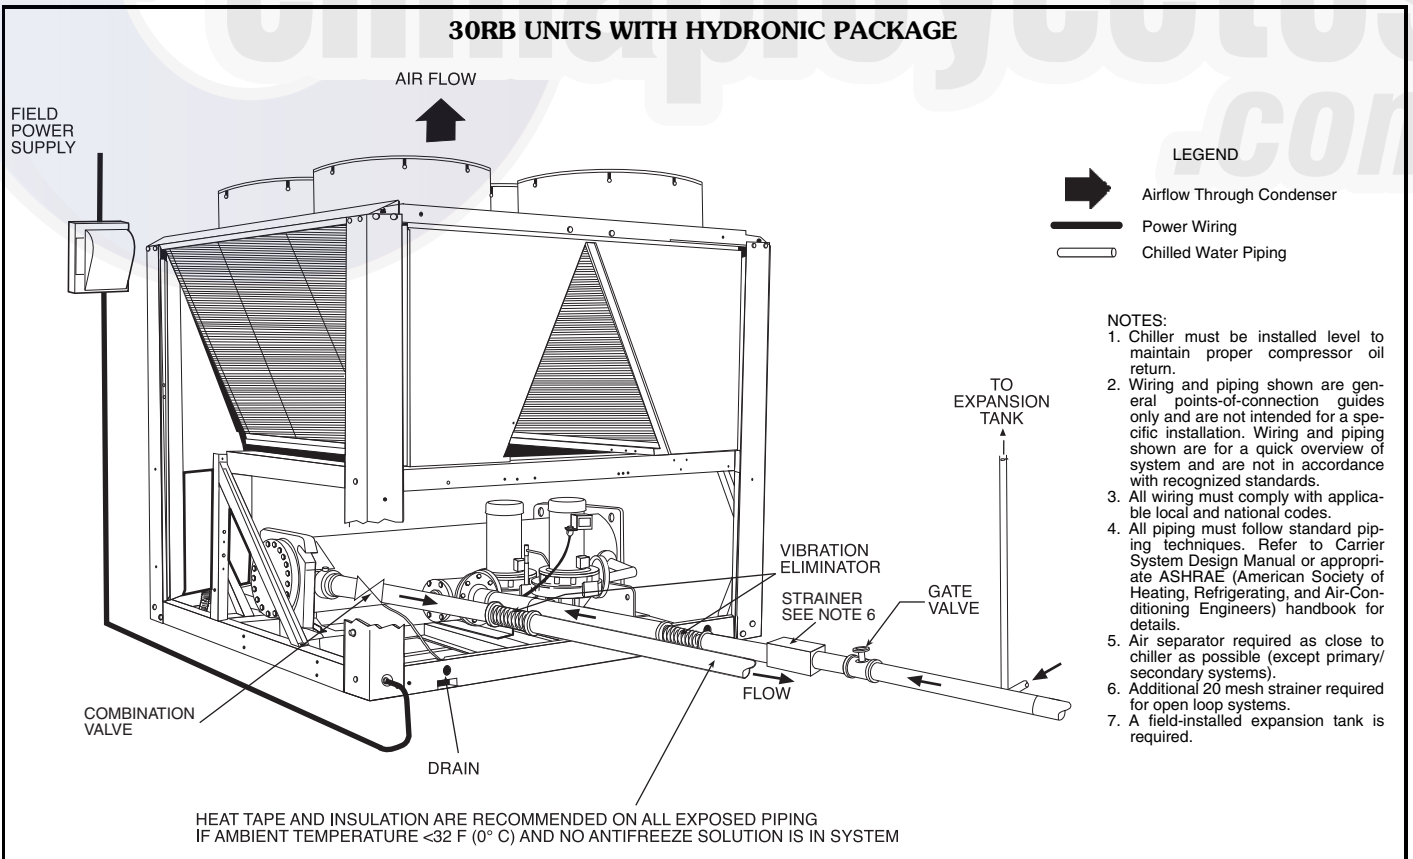 30RB UNITS WITH HYDRONIC PACKAGE
AIR FLOW
FIELD
POWER
SUPPLY
LEGEND
Airflow Through Condenser
Power Wiring
Chilled Water Piping
NOTES:
1. Chiller must be installed level to
maintain proper compressor oil
return.
2. Wiring and piping shown are gen-
eral points-of-connection guides
only and are not intended for a spe-
cific installation. Wiring and piping
shown are for a quick overview of
system and are not in accordance
with recognized standards.
3. All wiring must comply with applica-
ble local and national codes.
4. All piping must follow standard pip-
ing techniques. Refer to Carrier
System Design Manual or appropri-
ate ASHRAE (American Society of
Heating, Refrigerating, and Air-Con-
ditioning Engineers) handbook for
details.
5. Air separator required as close to
chiller as possible (except primary/
secondary systems).
6. Additional 20 mesh strainer required
for open loop systems.
7. A field-installed expansion tank is
required.
TO
EXPANSION
TANK
VIBRATION
ELIMINATOR
STRAINER
SEE NOTE 6
GATE
VALVE
FLOW
COMBINATION
VALVE
DRAIN
HEAT TAPE AND INSULATION ARE RECOMMENDED ON ALL EXPOSED PIPING
IF AMBIENT TEMPERATURE <32 F (0° C) AND NO ANTIFREEZE SOLUTION IS IN SYSTEM